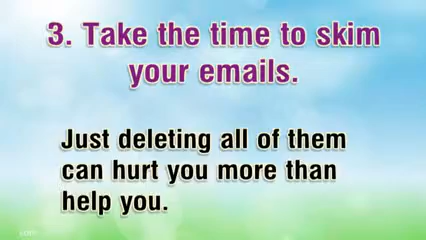 3. Take the time to skim
your emails.
Just deleting all of them
can hurt you more than
help you.